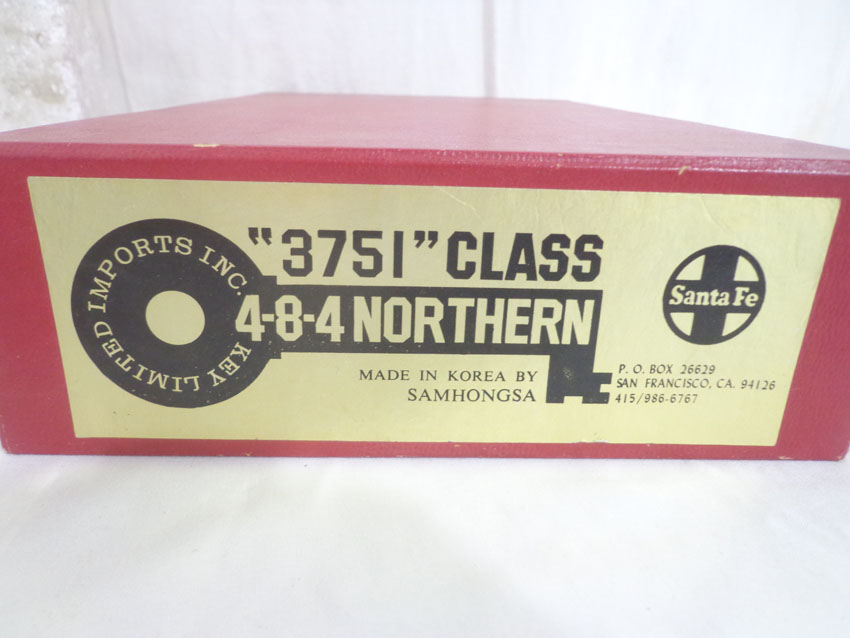 KEY LIMITED IMPORTS INC.
"3751" CLASS
4-8-4 NORTHERN
Santa Fe
MADE IN KOREA BY
SAMHONGSA
P. O. BOX 26629
SAN FRANCISCO, CA. 94126
415/986-6767